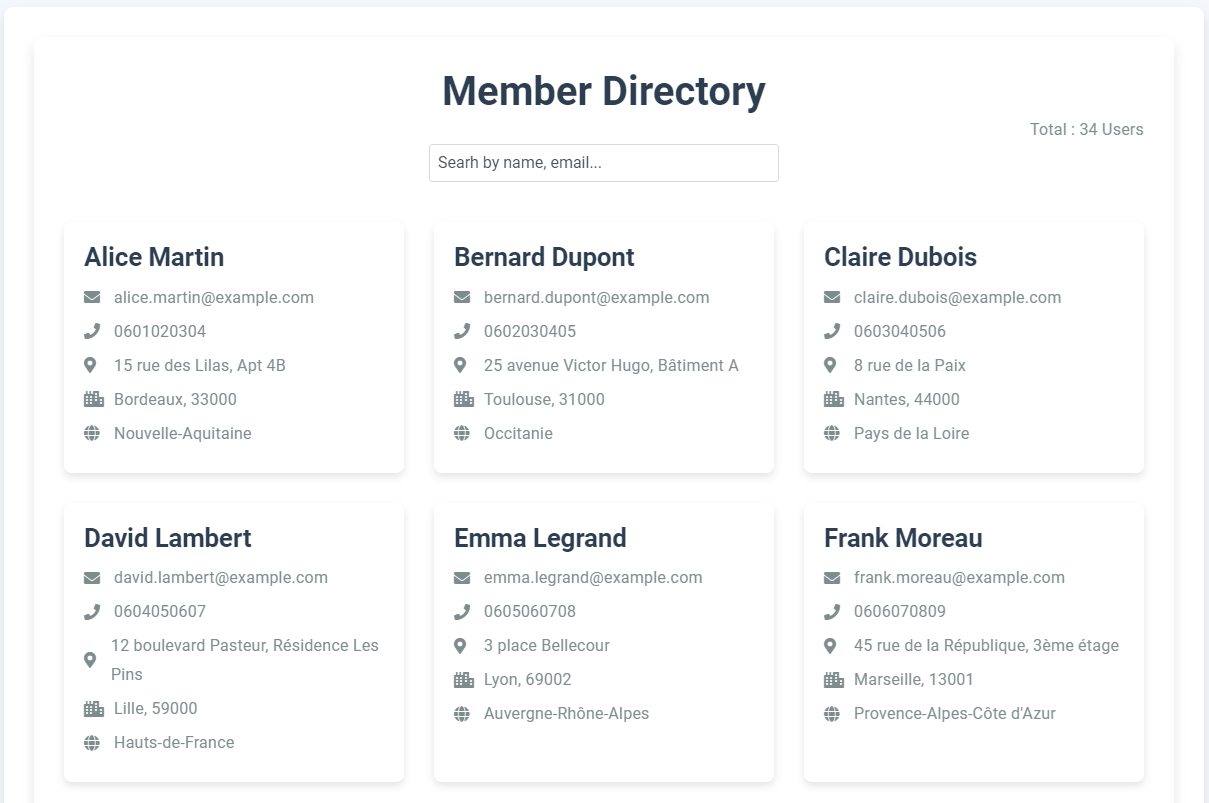 Member Directory
Total : 34 Users
Searh by name, email...
Alice Martin
alice.martin@example.com
0601020304
15 rue des Lilas, Apt 4B
Bordeaux, 33000
Nouvelle-Aquitaine
Bernard Dupont
bernard.dupont@example.com
0602030405
25 avenue Victor Hugo, Bâtiment A
Toulouse, 31000
Occitanie
Claire Dubois
claire.dubois@example.com
0603040506
8 rue de la Paix
Nantes, 44000
Pays de la Loire
David Lambert
david.lambert@example.com
0604050607
12 boulevard Pasteur, Résidence Les
Pins
Lille, 59000
Hauts-de-France
Emma Legrand
emma.legrand@example.com
0605060708
3 place Bellecour
Lyon, 69002
Auvergne-Rhône-Alpes
Frank Moreau
frank.moreau@example.com
0606070809
45 rue de la République, 3ème étage
Marseille, 13001
Provence-Alpes-Côte d'Azur